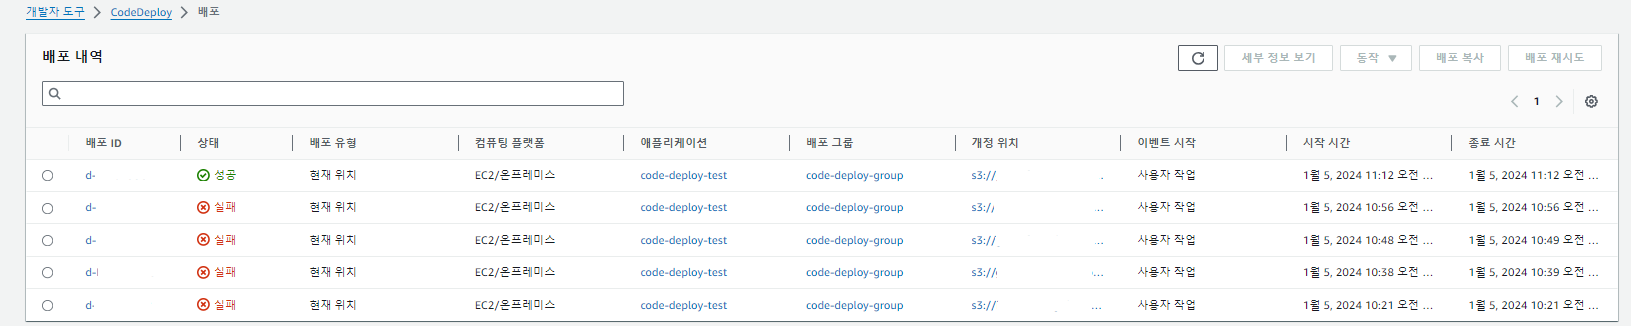 개발자 도구 > CodeDeploy > 배포
배포 내역
세부 정보 보기 동작 배포 복사 배포 재시도
1
배포 ID 상태 배포 유형 컴퓨팅 플랫폼 애플리케이션 배포 그룹 개정 위치 이벤트 시작 시작 시간 종료 시간
d- 성공 현재 위치 EC2/온프레미스 code-deploy-test code-deploy-group s3:// 사용자 작업 1월 5, 2024 11:12 오전 ... 1월 5, 2024 11:12 오전 ...
d- 실패 현재 위치 EC2/온프레미스 code-deploy-test code-deploy-group s3:// ... 사용자 작업 1월 5, 2024 10:56 오전 ... 1월 5, 2024 10:56 오전 ...
d- 실패 현재 위치 EC2/온프레미스 code-deploy-test code-deploy-group s3:// ... 사용자 작업 1월 5, 2024 10:48 오전 ... 1월 5, 2024 10:49 오전 ...
d- 실패 현재 위치 EC2/온프레미스 code-deploy-test code-deploy-group s3:// ... 사용자 작업 1월 5, 2024 10:38 오전 ... 1월 5, 2024 10:39 오전 ...
d- 실패 현재 위치 EC2/온프레미스 code-deploy-test code-deploy-group s3:// ... 사용자 작업 1월 5, 2024 10:21 오전 ... 1월 5, 2024 10:21 오전 ...